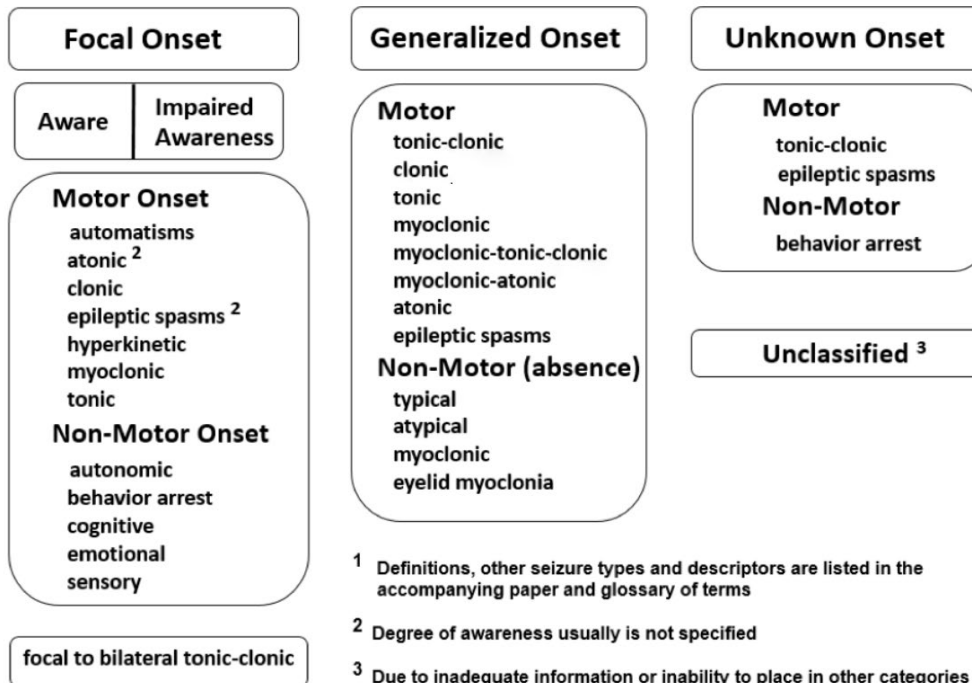 Focal Onset
Aware
Impaired
Awareness
Motor Onset
automatisms
atonic 2
clonic
epileptic spasms 2
hyperkinetic
myoclonic
tonic
Non-Motor Onset
autonomic
behavior arrest
cognitive
emotional
sensory
focal to bilateral tonic-clonic
Generalized Onset
Motor
tonic-clonic
clonic
tonic
myoclonic
myoclonic-tonic-clonic
myoclonic-atonic
atonic
epileptic spasms
Non-Motor (absence)
typical
atypical
myoclonic
eyelid myoclonia
Unknown Onset
Motor
tonic-clonic
epileptic spasms
Non-Motor
behavior arrest
Unclassified 3
1 Definitions, other seizure types and descriptors are listed in the
accompanying paper and glossary of terms
2 Degree of awareness usually is not specified
3 Due to inadequate information or inability to place in other categories